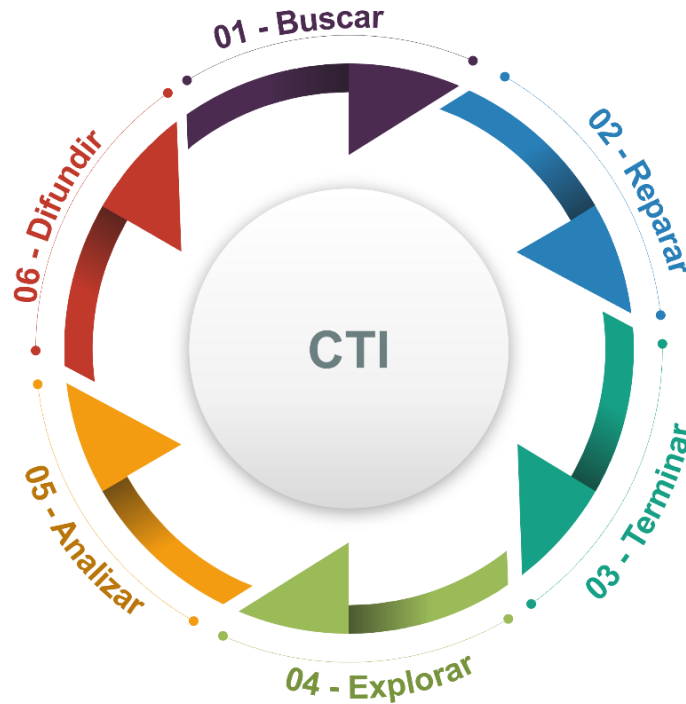 01 - Buscar
02 - Reparar
03 - Terminar
04 - Explorar
05 - Analizar
06 - Difundir
CTI